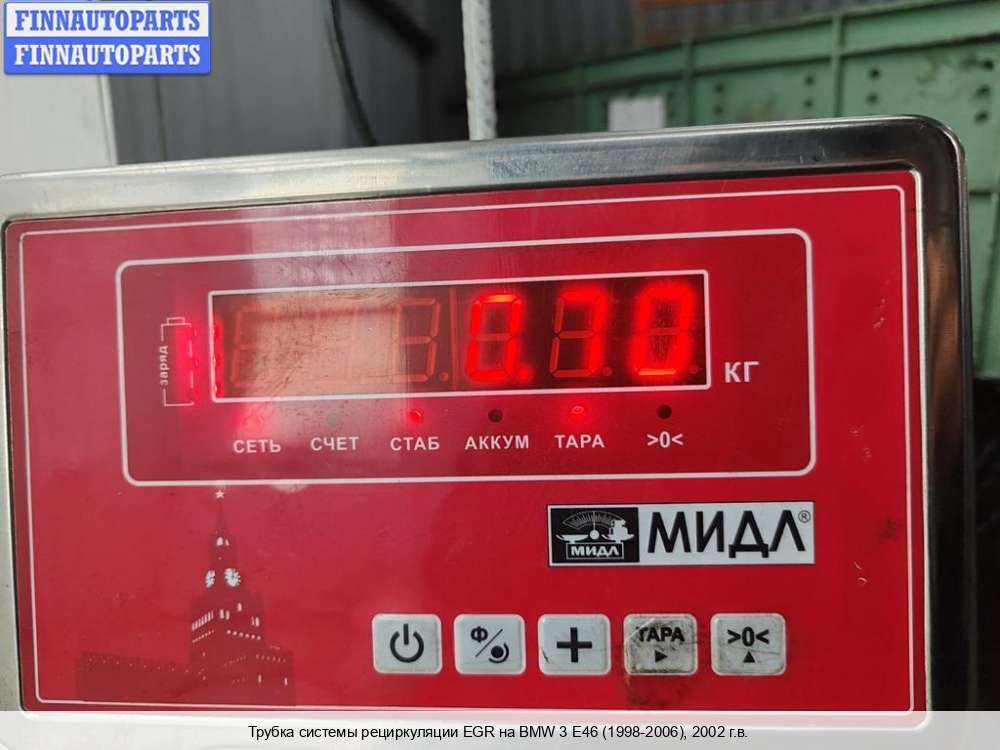 FINNAUTOPARTS
FINNAUTOPARTS
заряд
0.70 КГ
СЕТЬ СЧЕТ СТАБ АККУМ ТАРА >0<
МИДЛ МИДЛ®
Ф ТАРА >0<
Трубка системы рециркуляции EGR на BMW 3 E46 (1998-2006), 2002 г.в.